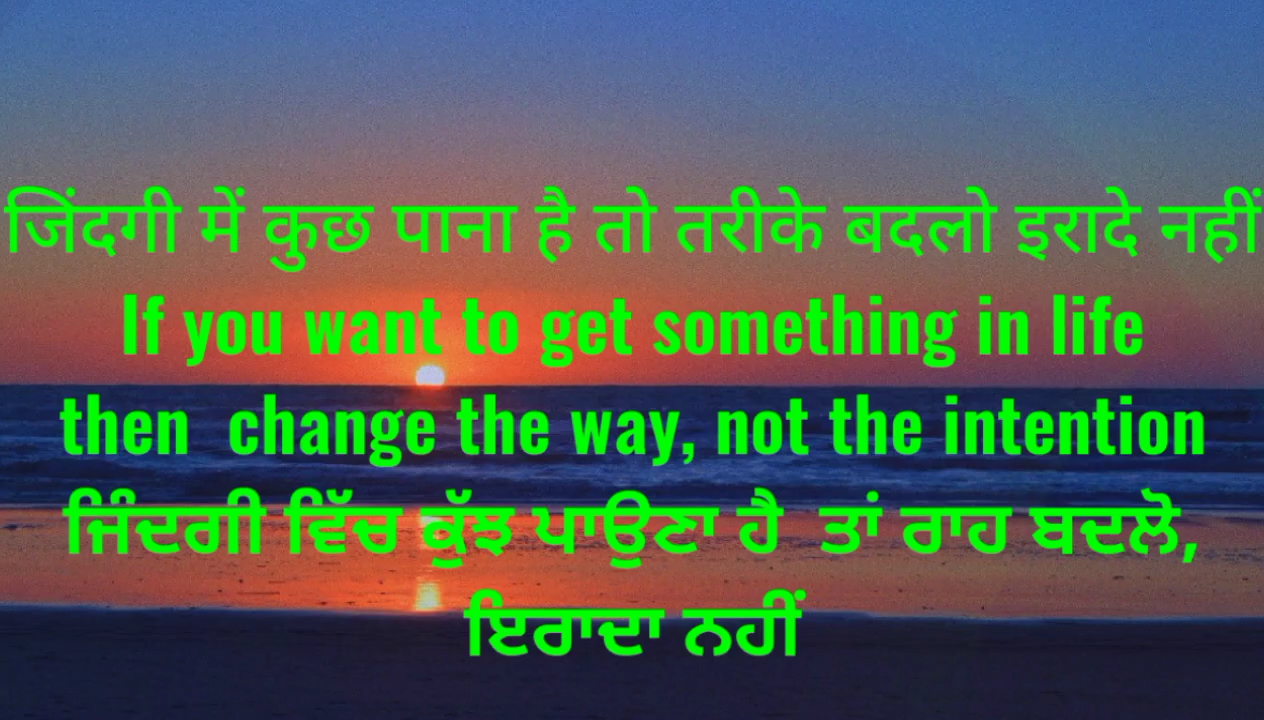 जिंदगी में कुछ पाना है तो तरीके बदलो इरादे नहीं
If you want to get something in life
then  change the way, not the intention
ਜਿੰਦਗੀ ਵਿੱਚ ਕੁੱਝ ਪਾਉਣਾ ਹੈ  ਤਾਂ ਰਾਹ ਬਦਲੋ,
ਇਰਾਦਾ ਨਹੀਂ